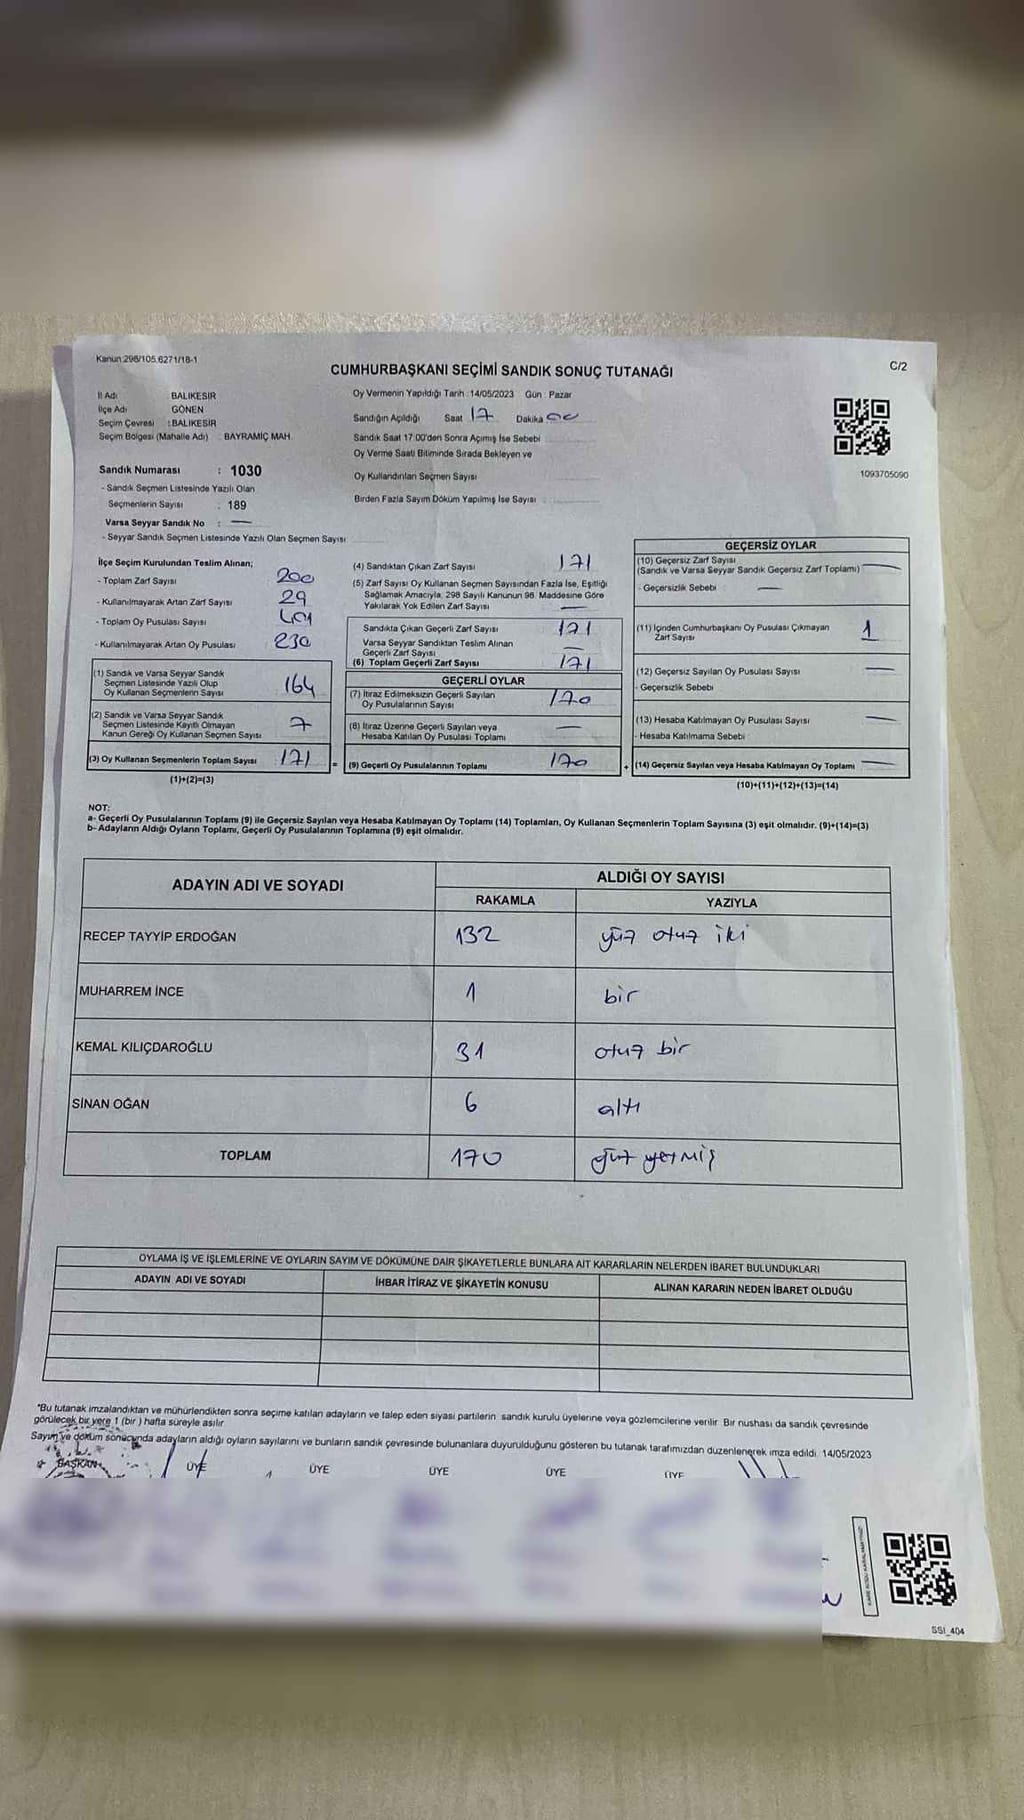 Kanun:298/105.6271/18-1
C/2
CUMHURBAŞKANI SEÇİMİ SANDIK SONUÇ TUTANAĞI
İl Adı BALIKESİR
İlçe Adı GÖNEN
Seçim Çevresi : BALIKESİR
Seçim Bölgesi (Mahalle Adı) : BAYRAMİÇ MAH.
Sandık Numarası : 1030
- Sandık Seçmen Listesinde Yazılı Olan
Seçmenlerin Sayısı : 189
Varsa Seyyar Sandık No : —
- Seyyar Sandık Seçmen Listesinde Yazılı Olan Seçmen Sayısı
Oy Vermenin Yapıldığı Tarih : 14/05/2023 Gün : Pazar
Sandığın Açıldığı Saat 17 Dakika 00
Sandık Saat 17:00'den Sonra Açımış İse Sebebi
Oy Verme Saati Bitiminde Sırada Bekleyen ve
Oy Kullandırılan Seçmen Sayısı
Birden Fazla Sayım Döküm Yapılmış İse Sayısı
1093705090
İlçe Seçim Kurulundan Teslim Alınan;
- Toplam Zarf Sayısı 200
- Kullanılmayarak Artan Zarf Sayısı 29
- Toplam Oy Pusulası Sayısı 401
- Kullanılmayarak Artan Oy Pusulası 230
(1) Sandık ve Varsa Seyyar Sandık
Seçmen Listesinde Yazılı Olup
Oy Kullanan Seçmenlerin Sayısı 164
(2) Sandık ve Varsa Seyyar Sandık
Seçmen Listesinde Kayıtlı Olmayan
Kanun Gereği Oy Kullanan Seçmen Sayısı 7
(3) Oy Kullanan Seçmenlerin Toplam Sayısı 171
(1)+(2)=(3)
(4) Sandıktan Çıkan Zarf Sayısı 171
(5) Zarf Sayısı Oy Kullanan Seçmen Sayısından Fazla İse, Eşitliği
Sağlamak Amacıyla, 298 Sayılı Kanunun 98. Maddesine Göre
Yakılarak Yok Edilen Zarf Sayısı —
Sandıkta Çıkan Geçerli Zarf Sayısı 171
Varsa Seyyar Sandıktan Teslim Alınan
Geçerli Zarf Sayısı —
(6) Toplam Geçerli Zarf Sayısı 171
GEÇERLİ OYLAR
(7) İtiraz Edilmeksizin Geçerli Sayılan
Oy Pusulalarının Sayısı 170
(8) İtiraz Üzerine Geçerli Sayılan veya
Hesaba Katılan Oy Pusulası Toplamı —
= (9) Geçerli Oy Pusulalarının Toplamı 170
GEÇERSİZ OYLAR
(10) Geçersiz Zarf Sayısı
(Sandık ve Varsa Seyyar Sandık Geçersiz Zarf Toplamı) —
- Geçersizlik Sebebi : —
(11) İçinden Cumhurbaşkanı Oy Pusulası Çıkmayan
Zarf Sayısı 1
(12) Geçersiz Sayılan Oy Pusulası Sayısı —
- Geçersizlik Sebebi
(13) Hesaba Katılmayan Oy Pusulası Sayısı —
- Hesaba Katılmama Sebebi
+ (14) Geçersiz Sayılan veya Hesaba Katılmayan Oy Toplamı —
(10)+(11)+(12)+(13)=(14)
NOT:
a- Geçerli Oy Pusulalarının Toplamı (9) ile Geçersiz Sayılan veya Hesaba Katılmayan Oy Toplamı (14) Toplamları, Oy Kullanan Seçmenlerin Toplam Sayısına (3) eşit olmalıdır. (9)+(14)=(3)
b- Adayların Aldığı Oyların Toplamı, Geçerli Oy Pusulalarının Toplamına (9) eşit olmalıdır.
ADAYIN ADI VE SOYADI ALDIĞI OY SAYISI
RAKAMLA YAZIYLA
RECEP TAYYİP ERDOĞAN 132 yüz otuz iki
MUHARREM İNCE 1 bir
KEMAL KILIÇDAROĞLU 31 otuz bir
SİNAN OĞAN 6 altı
TOPLAM 170 yüz yetmiş
OYLAMA İŞ VE İŞLEMLERİNE VE OYLARIN SAYIM VE DÖKÜMÜNE DAİR ŞİKAYETLERLE BUNLARA AİT KARARLARIN NELERDEN İBARET BULUNDUKLARI
ADAYIN ADI VE SOYADI İHBAR İTİRAZ VE ŞİKAYETİN KONUSU ALINAN KARARIN NEDEN İBARET OLDUĞU
*Bu tutanak imzalandıktan ve mühürlendikten sonra seçime katılan adayların ve talep eden siyasi partilerin sandık kurulu üyelerine veya gözlemcilerine verilir. Bir nushası da sandık çevresinde
görülecek bir yere 1 (bir ) hafta süreyle asılır.
Sayım ve döküm sonucunda adayların aldığı oyların sayılarını ve bunların sandık çevresinde bulunanlara duyurulduğunu gösteren bu tutanak tarafımızdan düzenlenerek imza edildi. 14/05/2023
BAŞKAN ÜYE ÜYE ÜYE ÜYE ÜYE
SSI_404